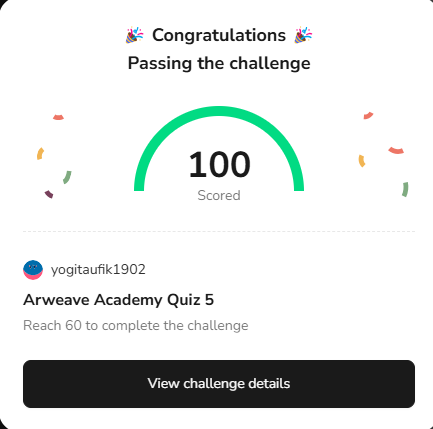 🎉 Congratulations 🎉
Passing the challenge
100
Scored
yogitaufik1902
Arweave Academy Quiz 5
Reach 60 to complete the challenge
View challenge details